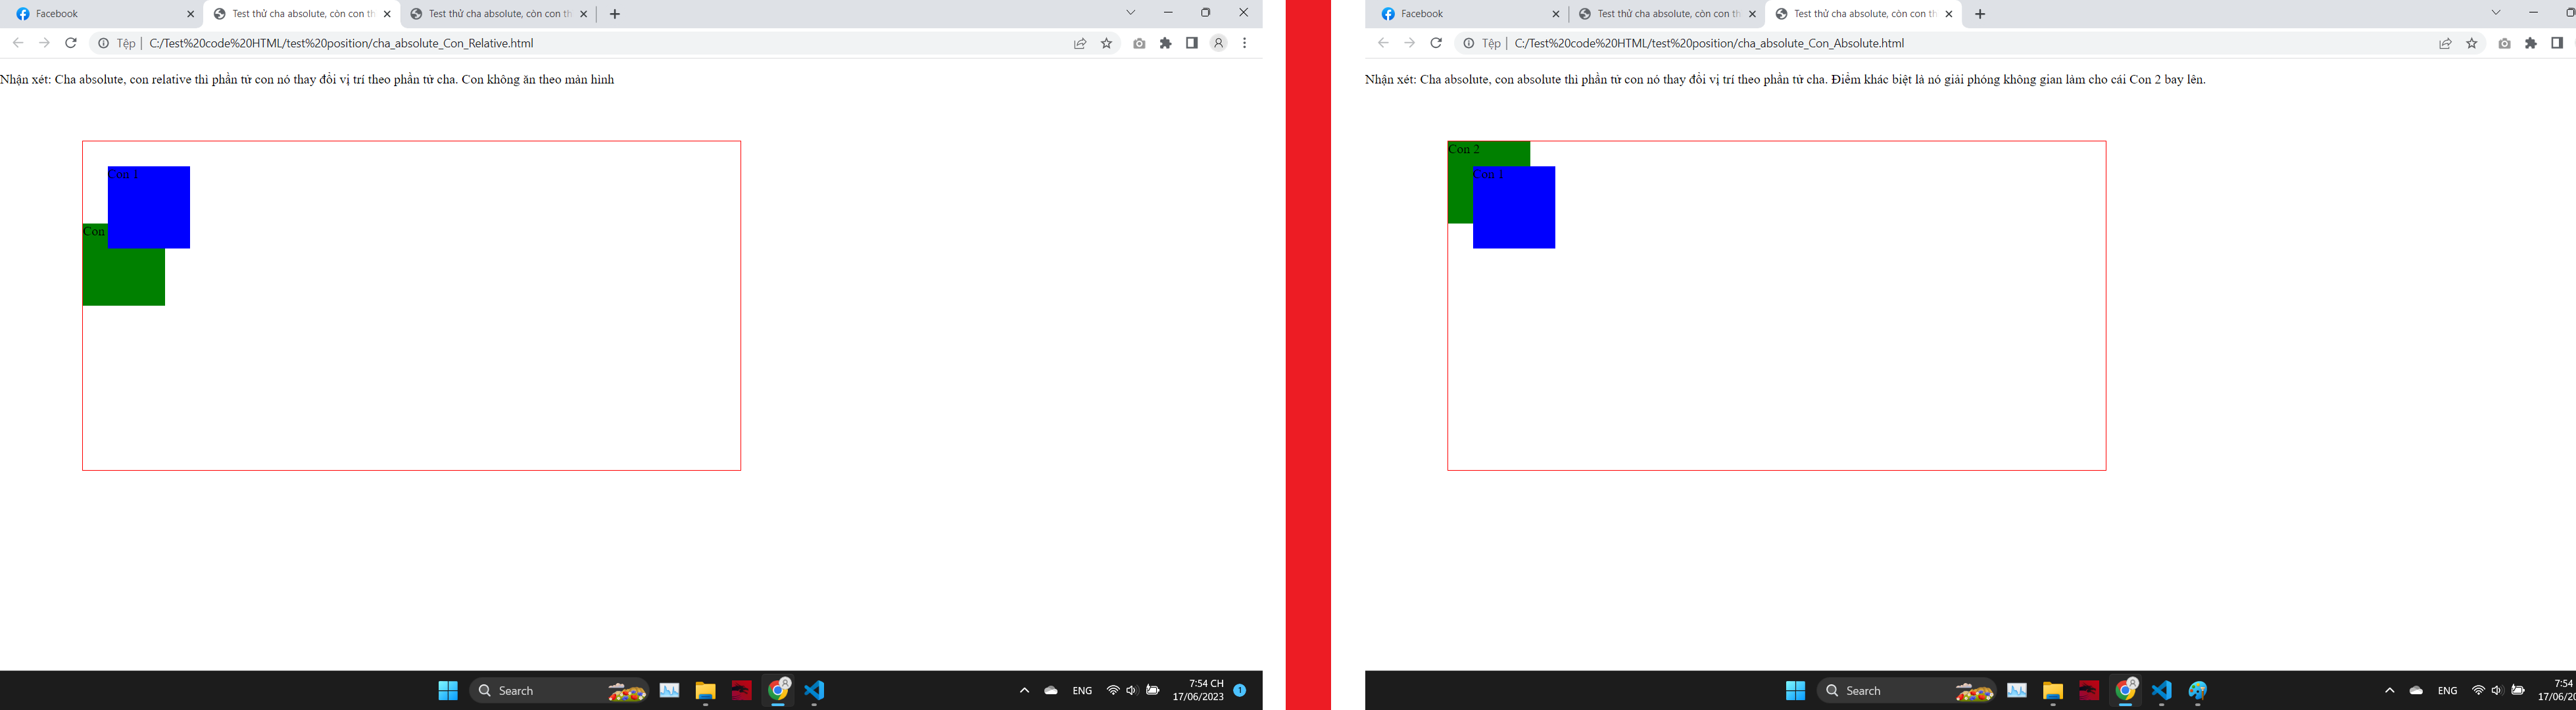 Facebook
Test thử cha absolute, còn con th
Test thử cha absolute, còn con th
Tệp
C:/Test%20code%20HTML/test%20position/cha_absolute_Con_Relative.html
Nhận xét: Cha absolute, con relative thì phần tử con nó thay đổi vị trí theo phần tử cha. Con không ăn theo màn hình
Con 1
Con
Search
ENG
7:54 CH
17/06/2023
1
Facebook
Test thử cha absolute, còn con th
Test thử cha absolute, còn con th
Tệp
C:/Test%20code%20HTML/test%20position/cha_absolute_Con_Absolute.html
Nhận xét: Cha absolute, con absolute thì phần tử con nó thay đổi vị trí theo phần tử cha. Điểm khác biệt là nó giải phóng không gian làm cho cái Con 2 bay lên.
Con 2
Con 1
Search
ENG
7:54
17/06/20